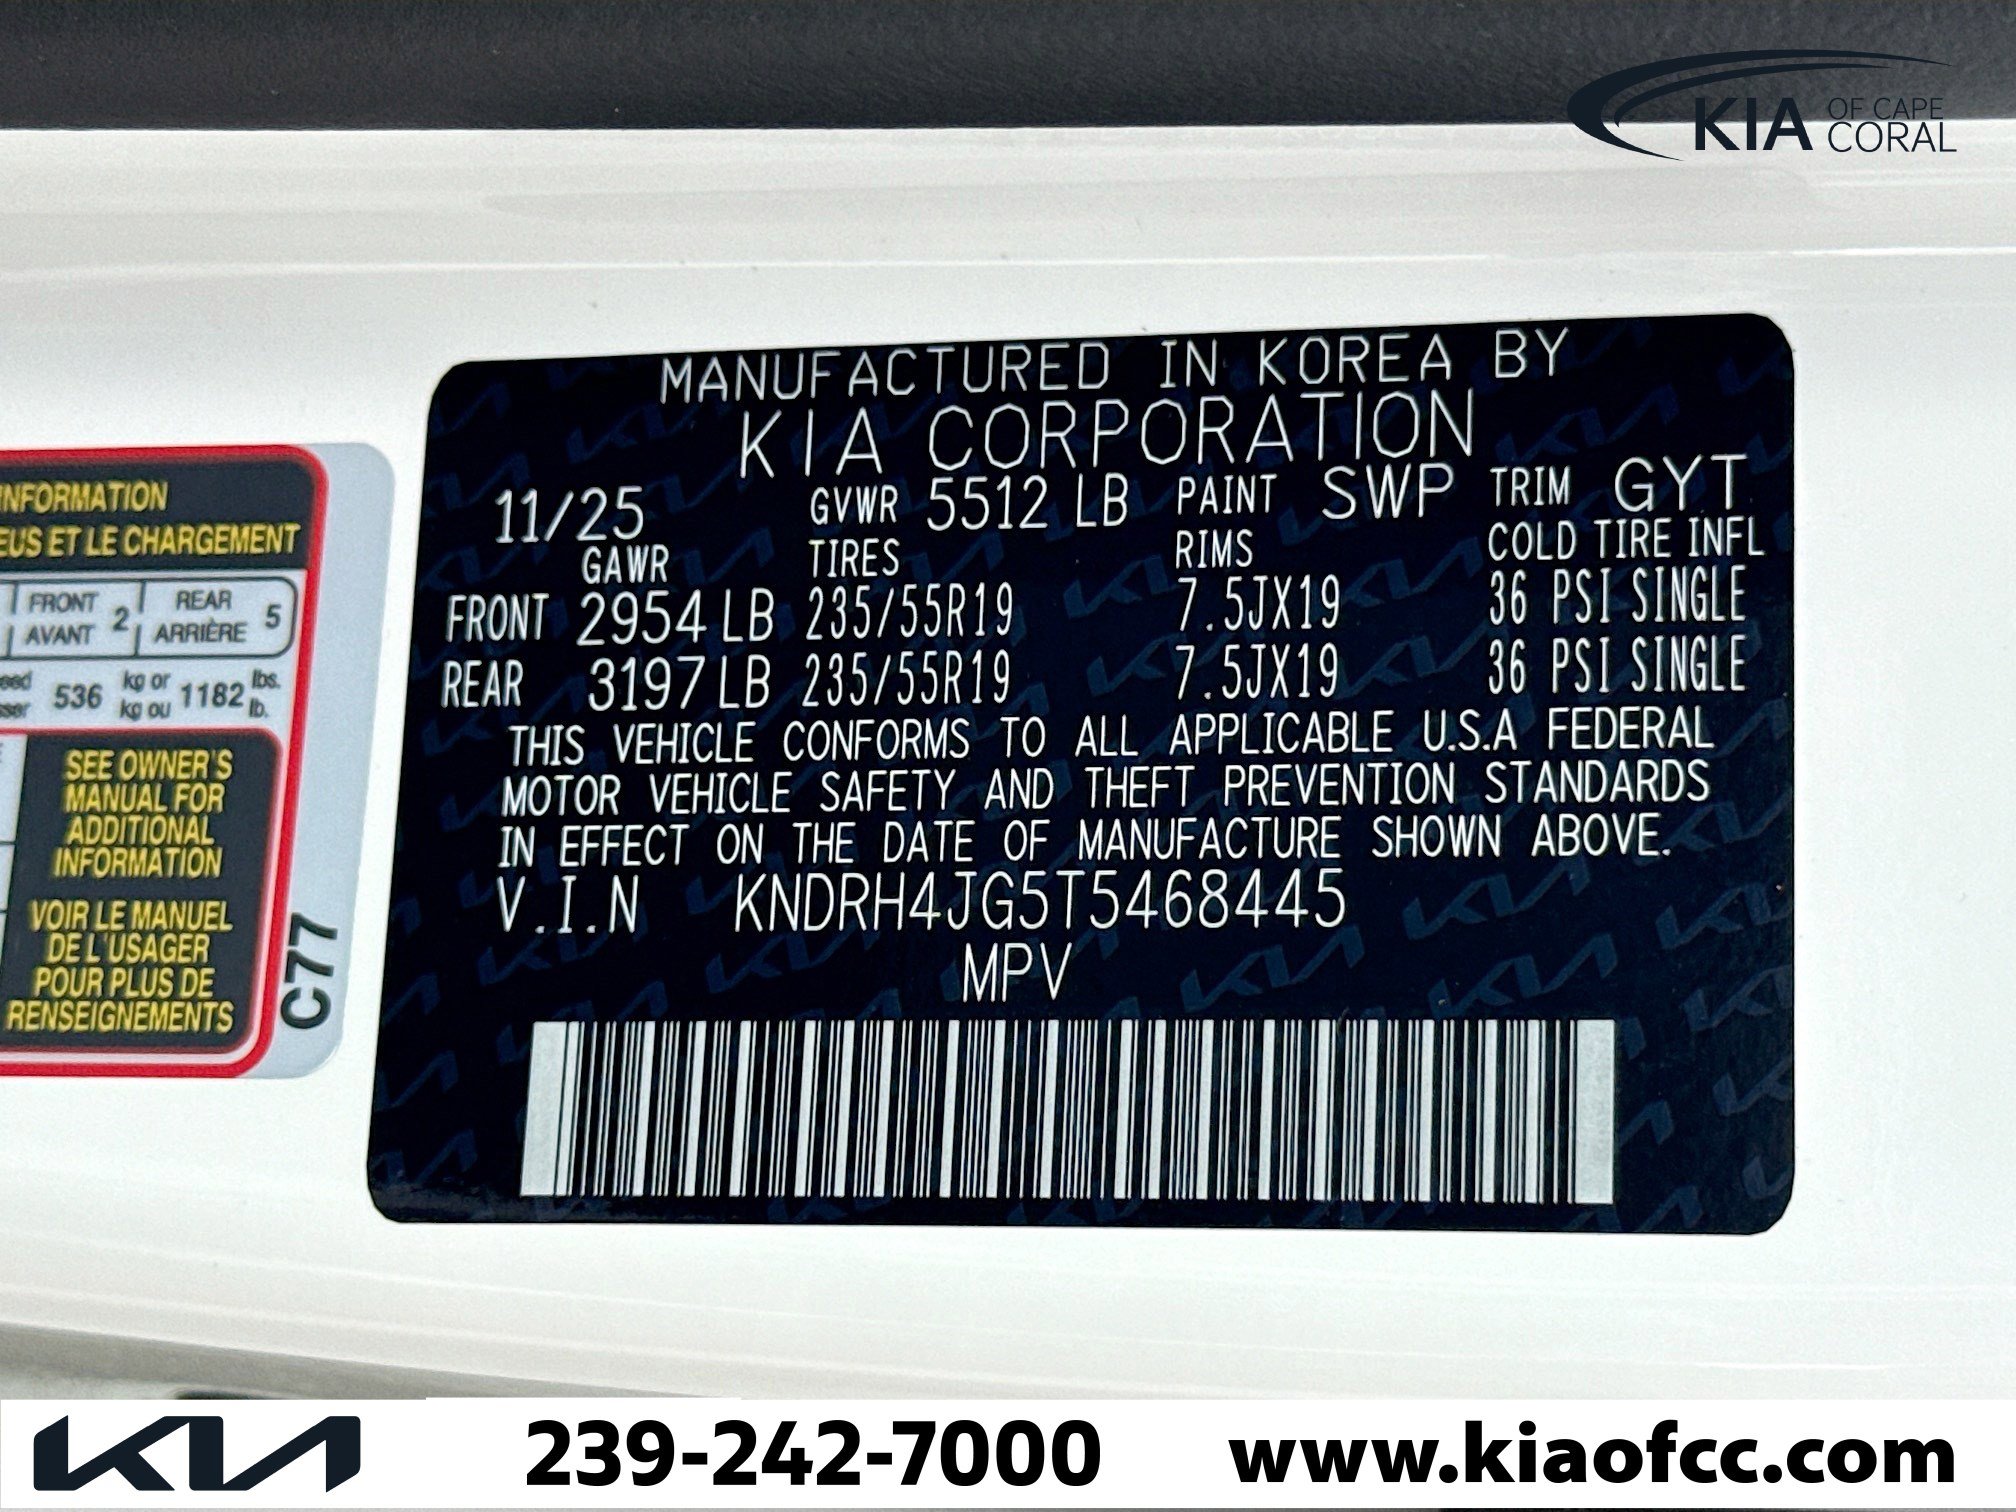 KIA OF CAPE CORAL
MANUFACTURED IN KOREA BY
KIA CORPORATION
11/25 GVWR 5512 LB PAINT SWP TRIM GYT
GAWR TIRES RIMS COLD TIRE INFL
FRONT 2954 LB 235/55R19 7.5JX19 36 PSI SINGLE
REAR 3197 LB 235/55R19 7.5JX19 36 PSI SINGLE
THIS VEHICLE CONFORMS TO ALL APPLICABLE U.S.A FEDERAL
MOTOR VEHICLE SAFETY AND THEFT PREVENTION STANDARDS
IN EFFECT ON THE DATE OF MANUFACTURE SHOWN ABOVE.
V.I.N KNDRH4JG5T5468445
MPV
INFORMATION
ET LE CHARGEMENT
FRONT 2 REAR 5
AVANT ARRIÈRE
536 kg or 1182 lbs.
kg ou lb.
SEE OWNER'S
MANUAL FOR
ADDITIONAL
INFORMATION
VOIR LE MANUEL
DE L'USAGER
POUR PLUS DE
RENSEIGNEMENTS
C77
KIA 239-242-7000 www.kiaofcc.com